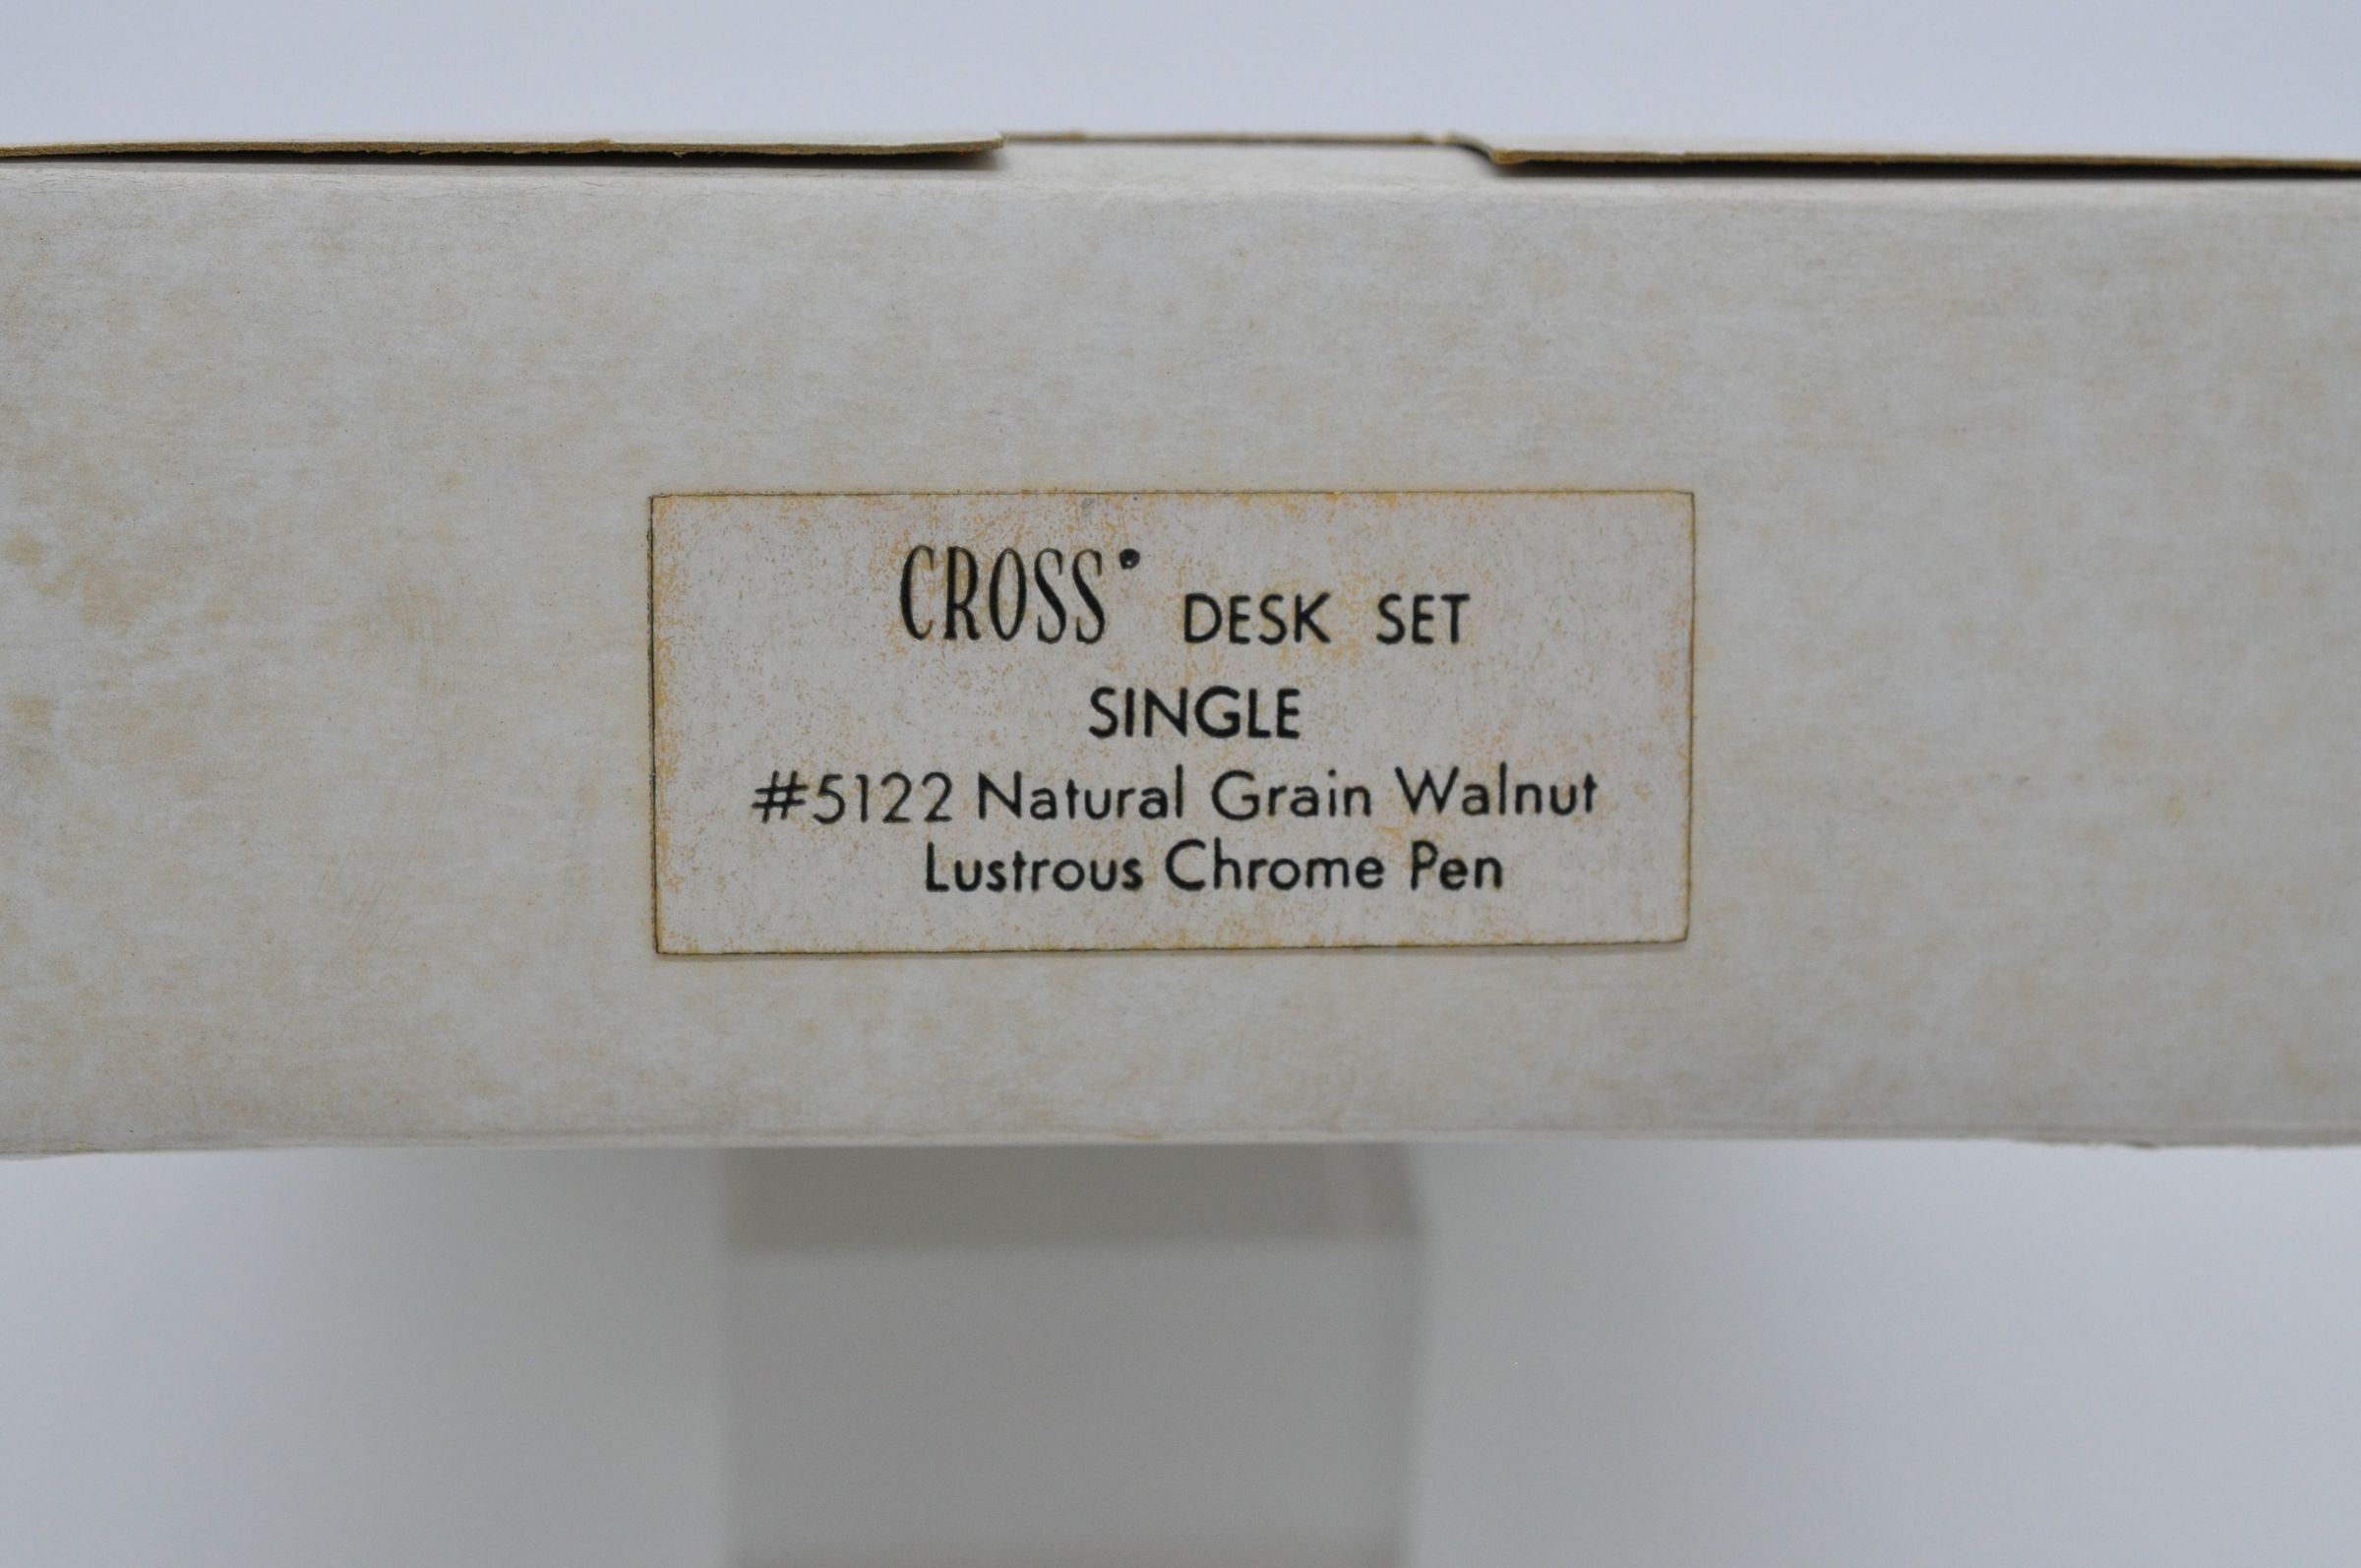 CROSS® DESK SET
SINGLE
#5122 Natural Grain Walnut
Lustrous Chrome Pen